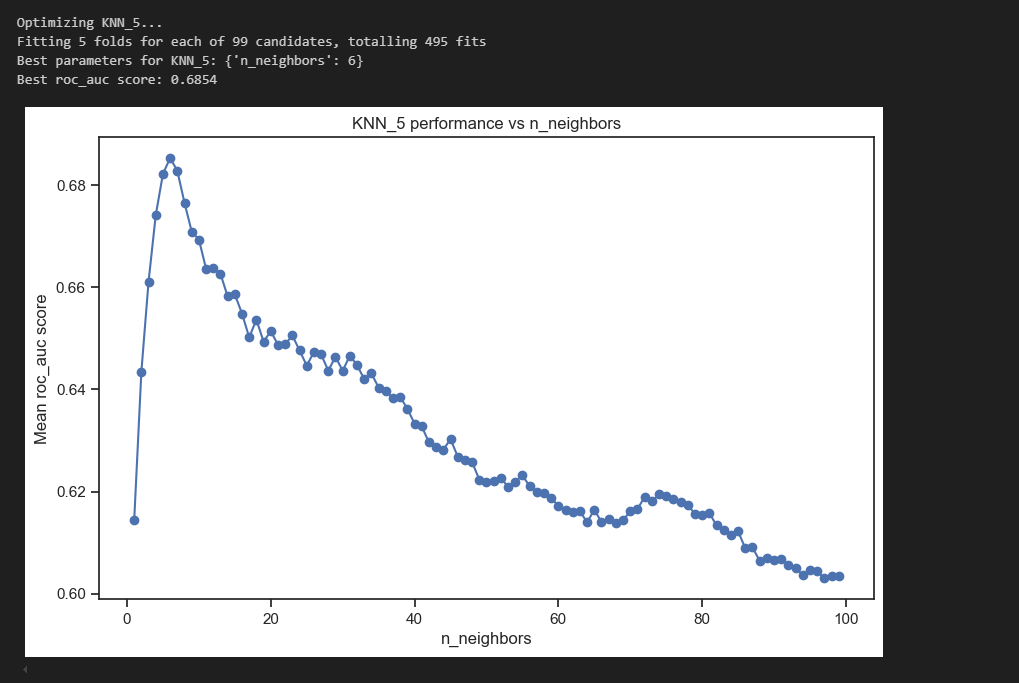 Optimizing KNN_5...
Fitting 5 folds for each of 99 candidates, totalling 495 fits
Best parameters for KNN_5: {'n_neighbors': 6}
Best roc_auc score: 0.6854
KNN_5 performance vs n_neighbors
Mean roc_auc score
0.68
0.66
0.64
0.62
0.60
0 20 40 60 80 100
n_neighbors